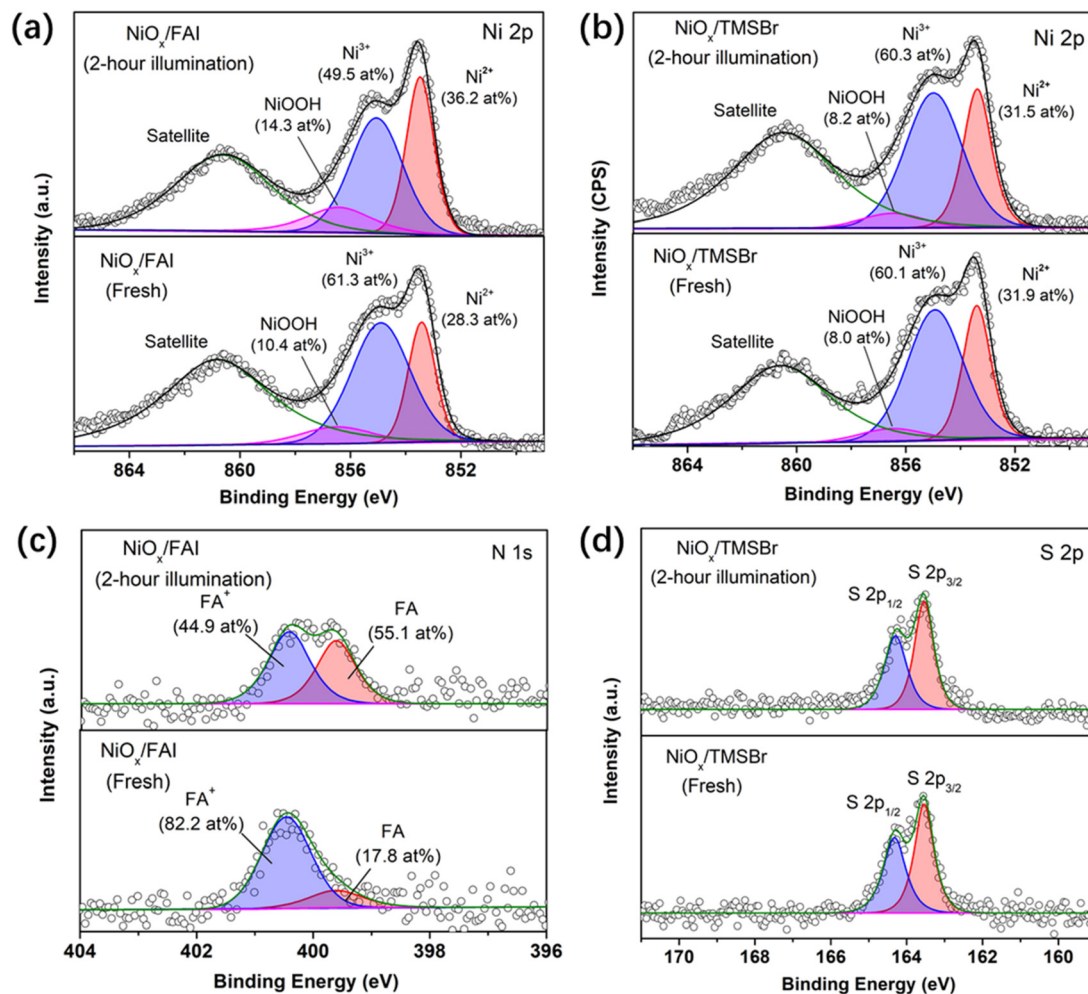 (a)
NiOₓ/FAI
(2-hour illumination)
Ni 2p
Ni³⁺
(49.5 at%)
Ni²⁺
(36.2 at%)
NiOOH
(14.3 at%)
Satellite
NiOₓ/FAI
(Fresh)
Ni³⁺
(61.3 at%)
Ni²⁺
(28.3 at%)
NiOOH
(10.4 at%)
Satellite
Intensity (a.u.)
864 860 856 852
Binding Energy (eV)
(b)
NiOₓ/TMSBr
(2-hour illumination)
Ni 2p
Ni³⁺
(60.3 at%)
Ni²⁺
(31.5 at%)
NiOOH
(8.2 at%)
Satellite
NiOₓ/TMSBr
(Fresh)
Ni³⁺
(60.1 at%)
Ni²⁺
(31.9 at%)
NiOOH
(8.0 at%)
Satellite
Intensity (CPS)
864 860 856 852
Binding Energy (eV)
(c)
NiOₓ/FAI
(2-hour illumination)
N 1s
FA⁺
(44.9 at%)
FA
(55.1 at%)
NiOₓ/FAI
(Fresh)
FA⁺
(82.2 at%)
FA
(17.8 at%)
Intensity (a.u.)
404 402 400 398 396
Binding Energy (eV)
(d)
NiOₓ/TMSBr
(2-hour illumination)
S 2p
S 2p₃/₂
S 2p₁/₂
NiOₓ/TMSBr
(Fresh)
S 2p₃/₂
S 2p₁/₂
Intensity (a.u.)
170 168 166 164 162 160
Binding Energy (eV)